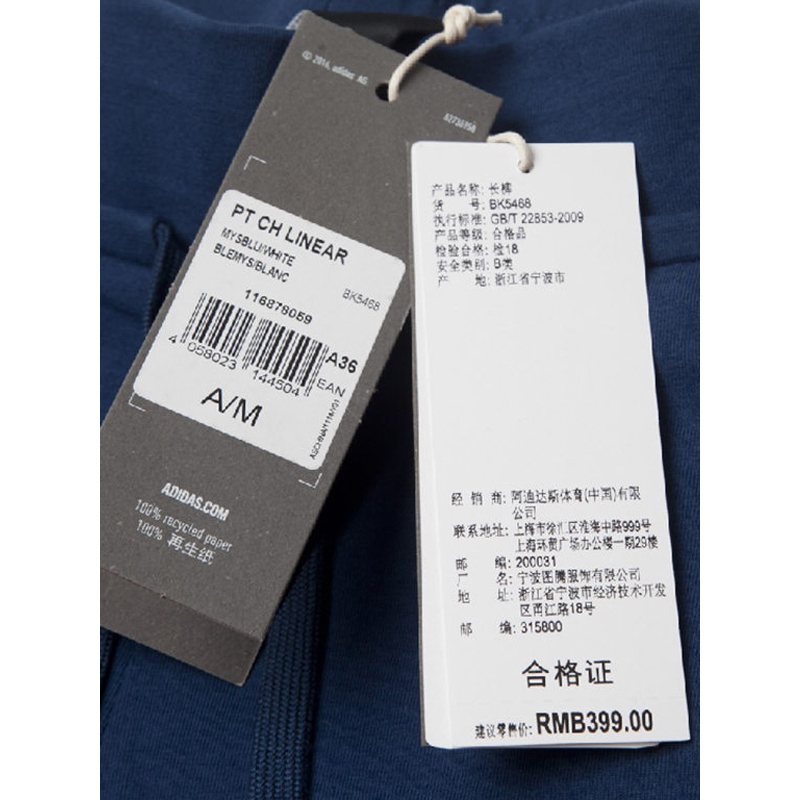 © 2016, adidas AG.
A2736958
PT CH LINEAR
MYSBLU/WHITE
BLEMYS/BLANC
BK5468
116878059
A36
4 058023 144504
EAN
A/M
ADIDAS.COM
100% recycled paper
100% 再生纸
产品名称: 长裤
货 号: BK5468
执行标准: GB/T 22853-2009
产品等级: 合格品
检验合格: 检18
安全类别: B类
产 地: 浙江省宁波市
经 销 商: 阿迪达斯体育(中国)有限
公司
联系地址: 上海市徐汇区淮海中路999号
上海环贸广场办公楼一期29楼
邮 编: 200031
厂 名: 宁波图腾服饰有限公司
地 址: 浙江省宁波市经济技术开发
区甬江路18号
邮 编: 315800
合格证
建议零售价: RMB399.00